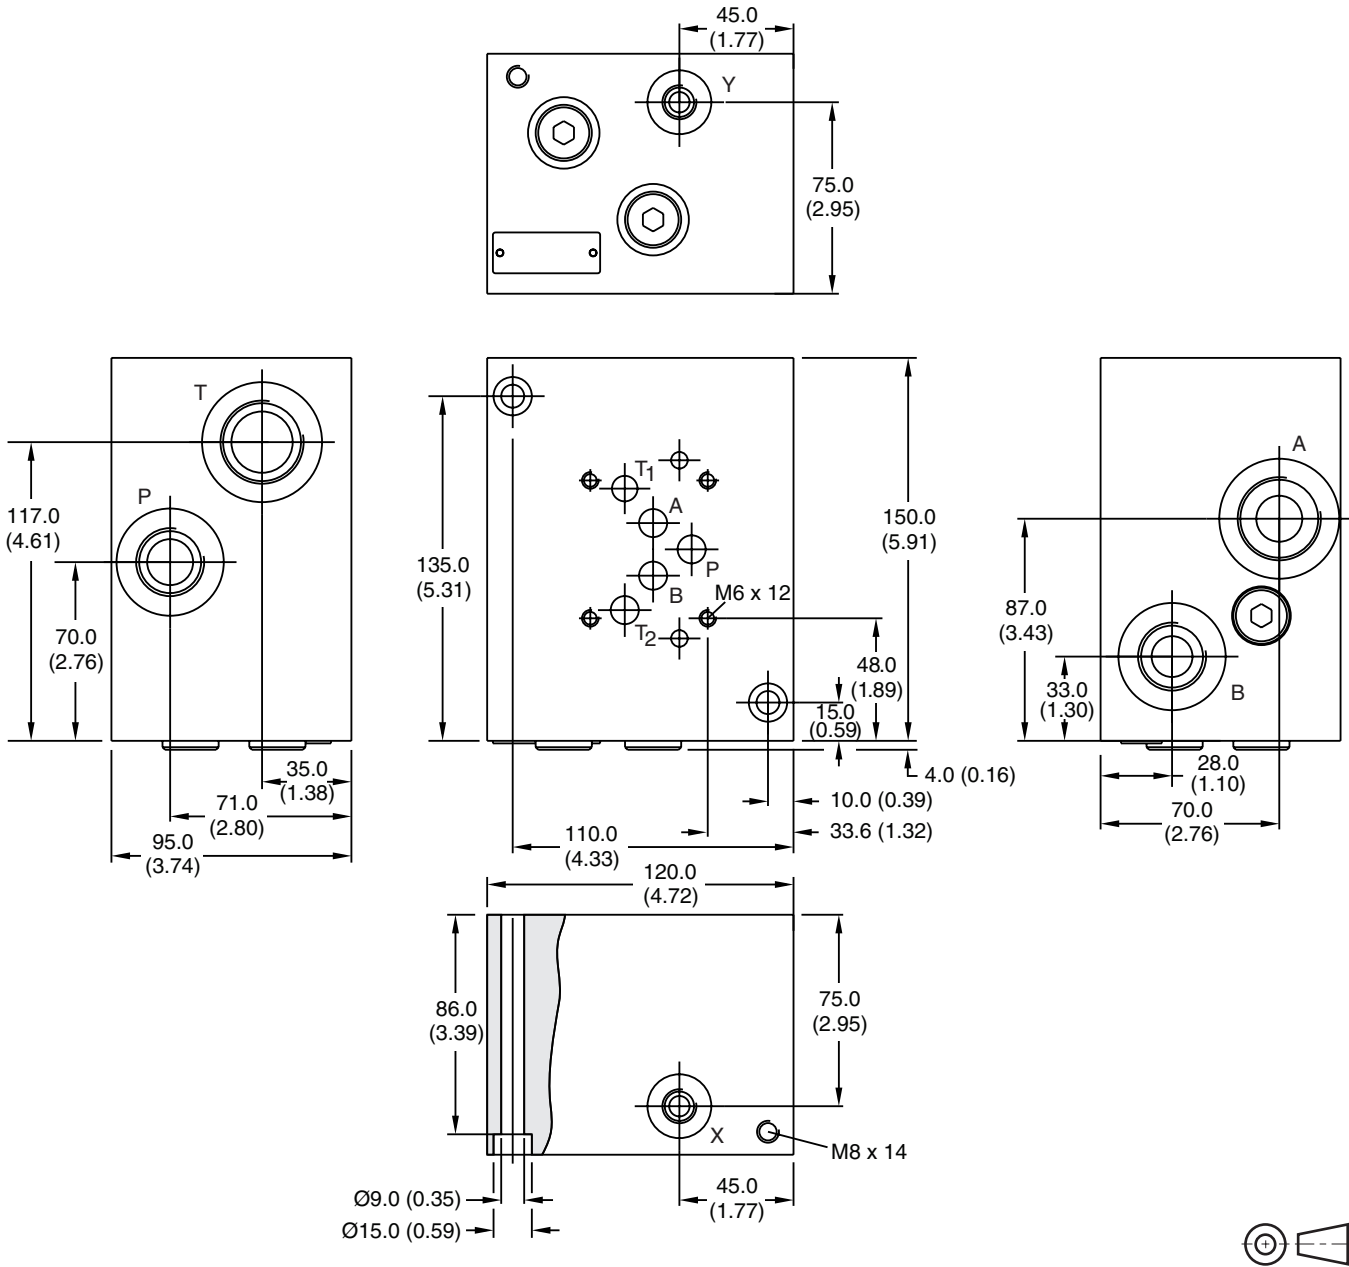 45.0
(1.77)
Y
75.0
(2.95)
T
P
117.0
(4.61)
70.0
(2.76)
35.0
(1.38)
71.0
(2.80)
95.0
(3.74)
T1
A
P
B
T2
M6 x 12
135.0
(5.31)
150.0
(5.91)
48.0
(1.89)
15.0
(0.59)
4.0 (0.16)
10.0 (0.39)
33.6 (1.32)
110.0
(4.33)
120.0
(4.72)
A
B
87.0
(3.43)
33.0
(1.30)
28.0
(1.10)
70.0
(2.76)
86.0
(3.39)
75.0
(2.95)
X
M8 x 14
Ø9.0 (0.35)
Ø15.0 (0.59)
45.0
(1.77)